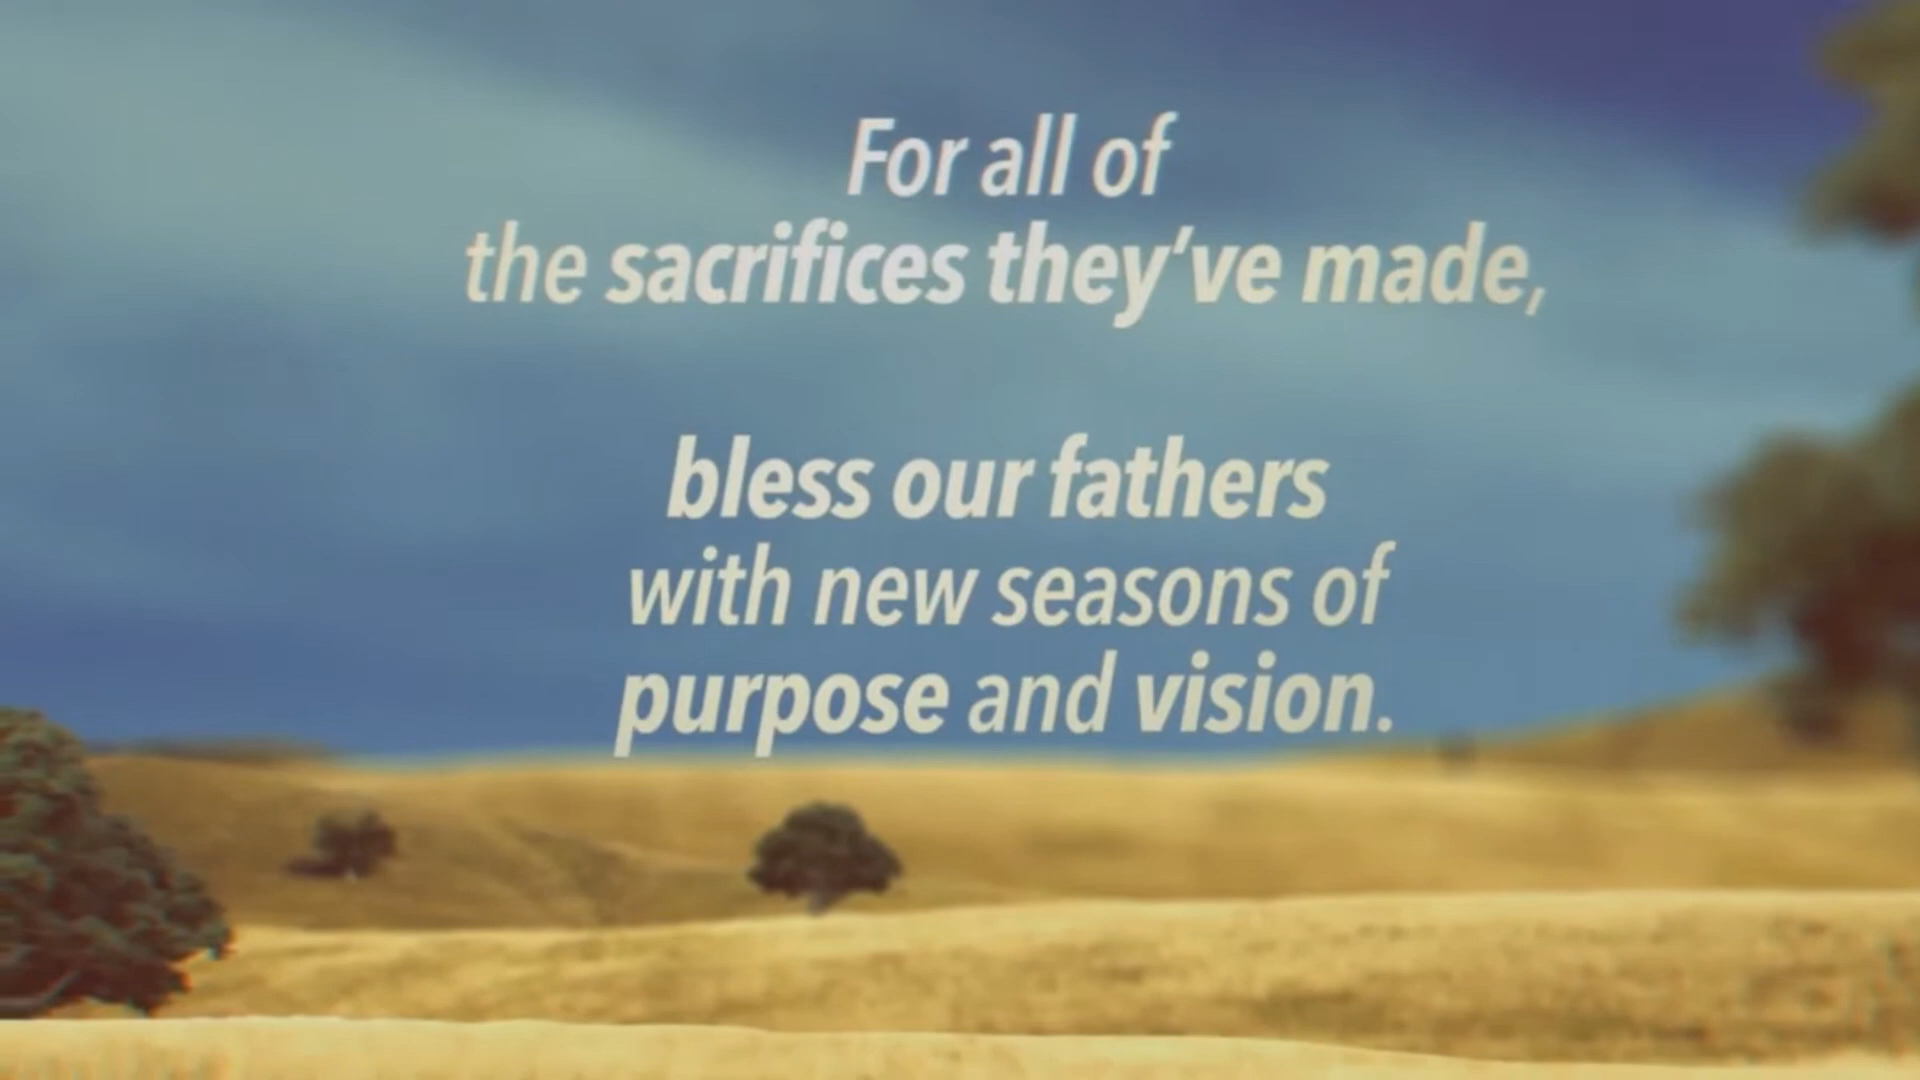 For all of
the sacrifices they've made,
bless our fathers
with new seasons of
purpose and vision.